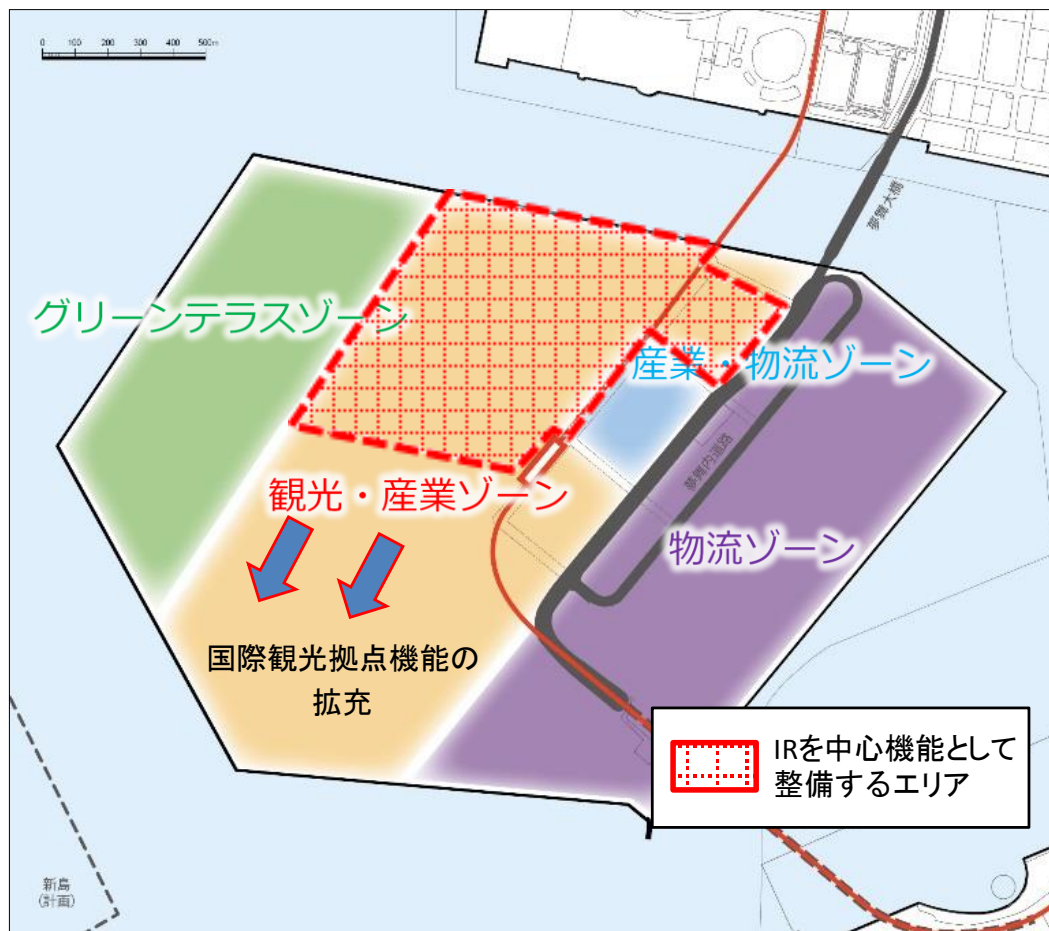 0 100 200 300 400 500m
夢舞大橋
グリーンテラスゾーン
産業・物流ゾーン
夢舞内道路
観光・産業ゾーン
物流ゾーン
国際観光拠点機能の
拡充
IRを中心機能として
整備するエリア
新島
(計画)